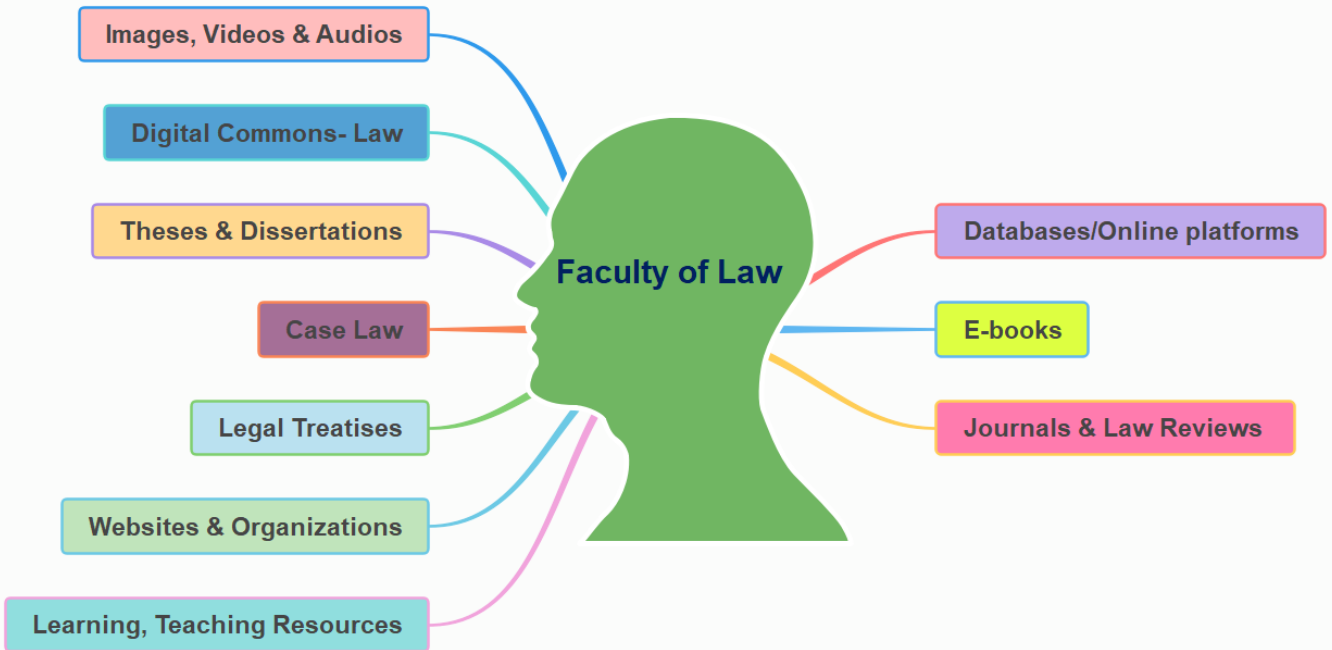 Images, Videos & Audios
Digital Commons- Law
Theses & Dissertations
Case Law
Legal Treatises
Websites & Organizations
Learning, Teaching Resources
Faculty of Law
Databases/Online platforms
E-books
Journals & Law Reviews